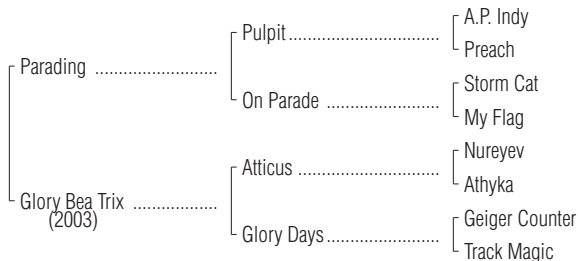 A.P. Indy
Pulpit
Preach
Parading
Storm Cat
On Parade
My Flag
Nureyev
Atticus
Athyka
Glory Bea Trix
(2003)
Geiger Counter
Glory Days
Track Magic